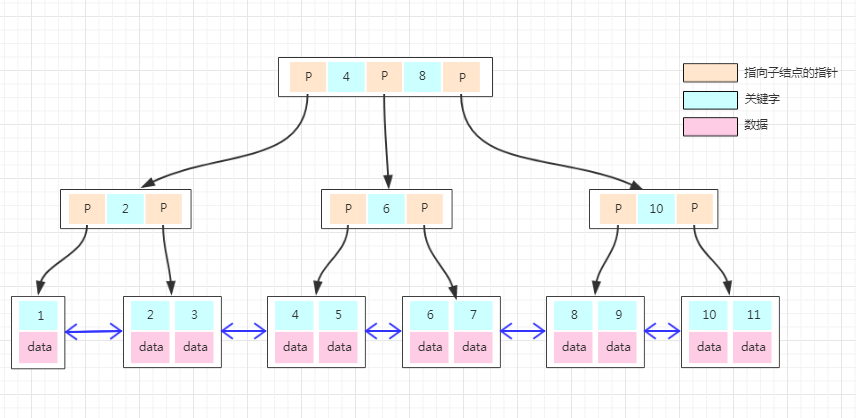 P 4 P 8 P
指向子结点的指针
关键字
数据
P 2 P
P 6 P
P 10 P
1
data
2 3
data data
4 5
data data
6 7
data data
8 9
data data
10 11
data data